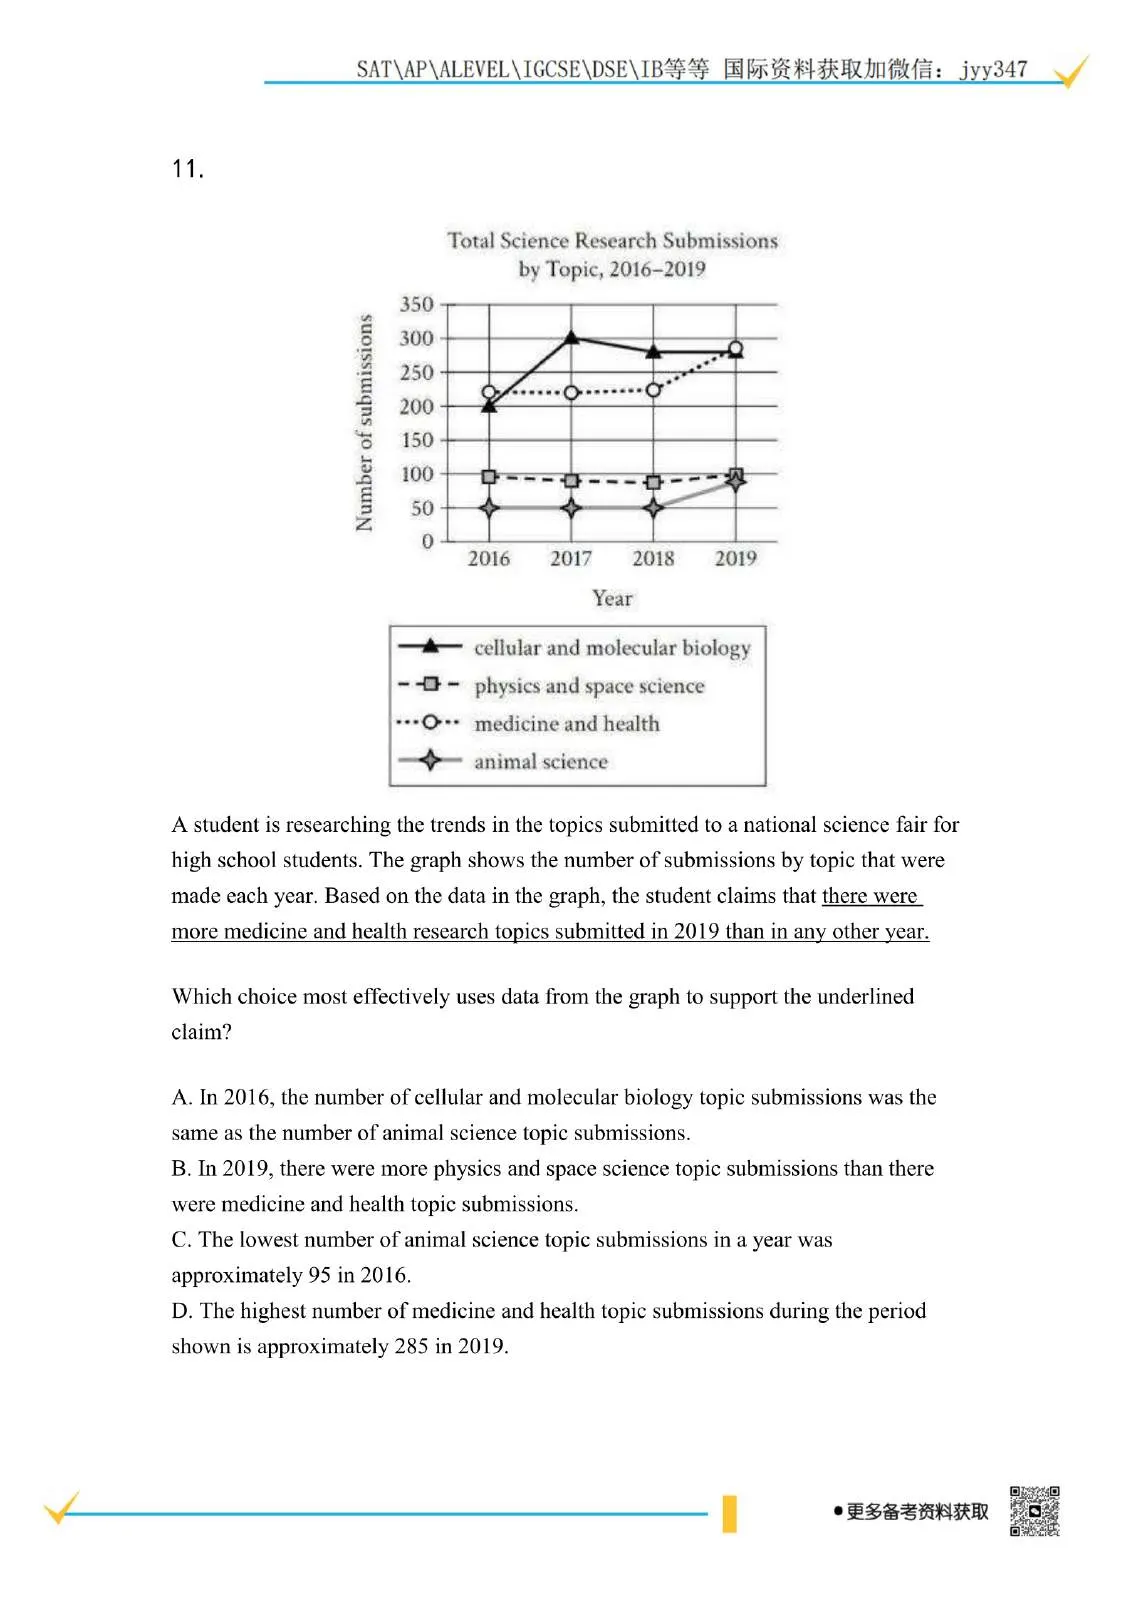 SAT\AP\ALEVEL\IGCSE\DSE\IB等等 国际资料获取加微信：jyy347
11.
Total Science Research Submissions
by Topic, 2016–2019
Number of submissions
350
300
250
200
150
100
50
0
2016 2017 2018 2019
Year
cellular and molecular biology
physics and space science
medicine and health
animal science
A student is researching the trends in the topics submitted to a national science fair for
high school students. The graph shows the number of submissions by topic that were
made each year. Based on the data in the graph, the student claims that there were
more medicine and health research topics submitted in 2019 than in any other year.
Which choice most effectively uses data from the graph to support the underlined
claim?
A. In 2016, the number of cellular and molecular biology topic submissions was the
same as the number of animal science topic submissions.
B. In 2019, there were more physics and space science topic submissions than there
were medicine and health topic submissions.
C. The lowest number of animal science topic submissions in a year was
approximately 95 in 2016.
D. The highest number of medicine and health topic submissions during the period
shown is approximately 285 in 2019.
•更多备考资料获取